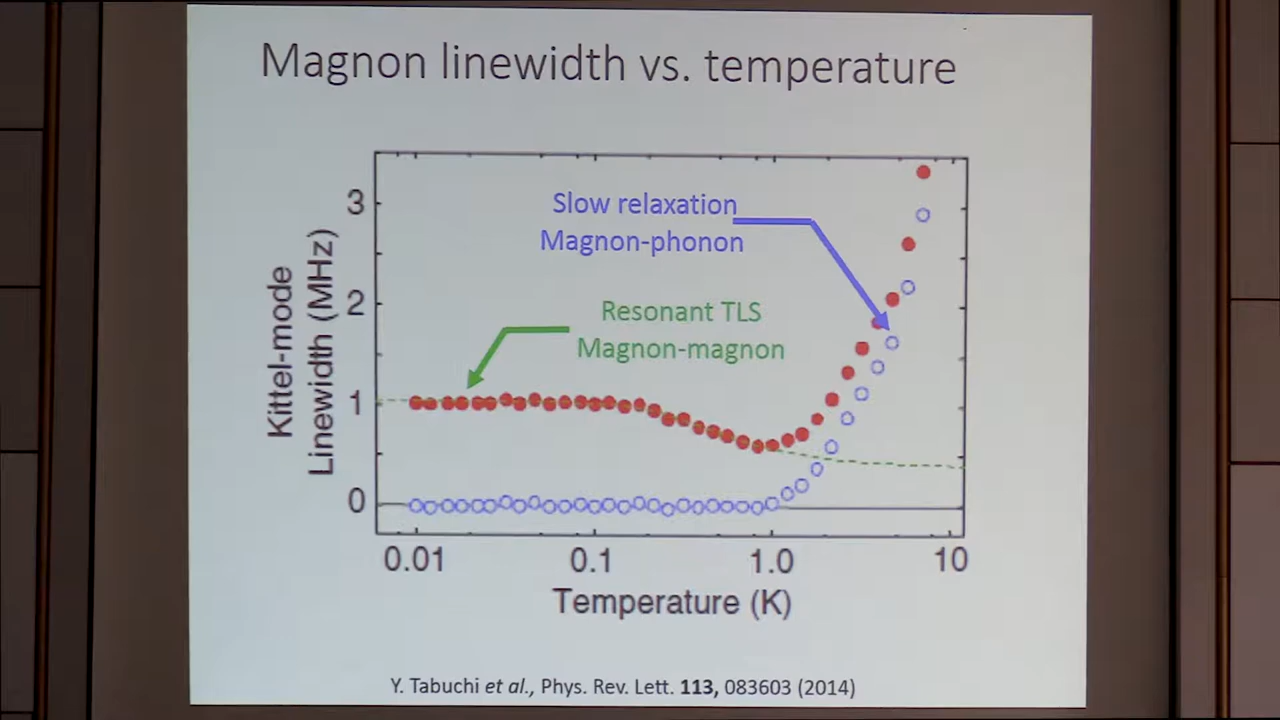 Magnon linewidth vs. temperature
Kittel-mode
Linewidth (MHz)
3
2
1
0
Slow relaxation
Magnon-phonon
Resonant TLS
Magnon-magnon
0.01 0.1 1.0 10
Temperature (K)
Y. Tabuchi et al., Phys. Rev. Lett. 113, 083603 (2014)